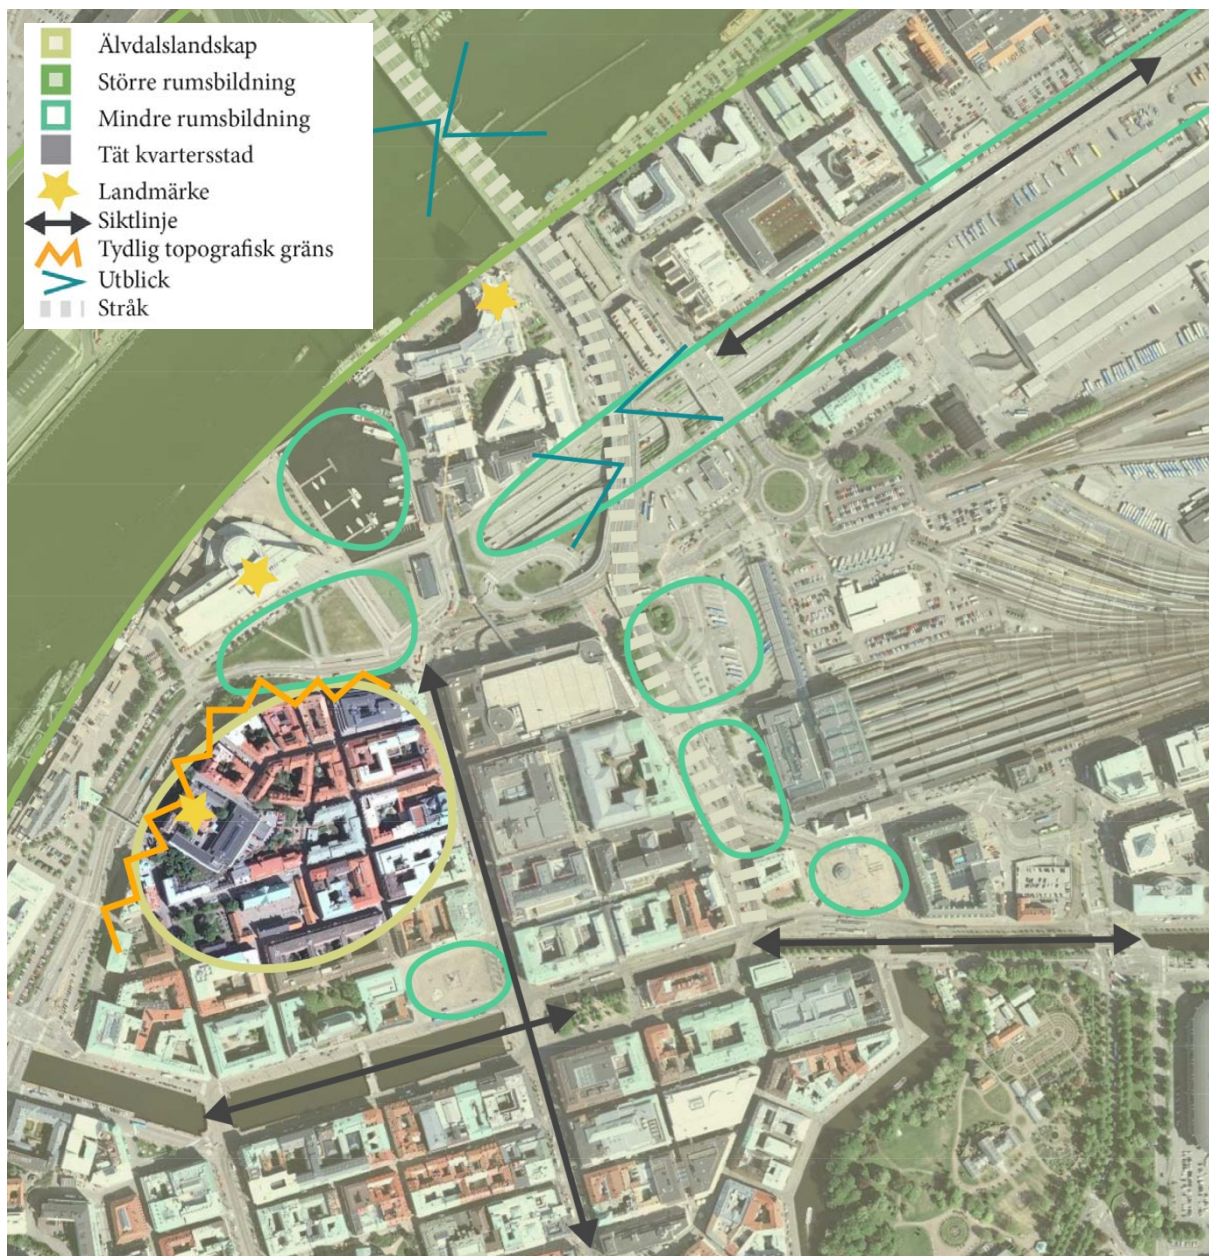 Älvdalslandskap
Större rumsbildning
Mindre rumsbildning
Tät kvartersstad
Landmärke
Siktlinje
Tydlig topografisk gräns
Utblick
Stråk